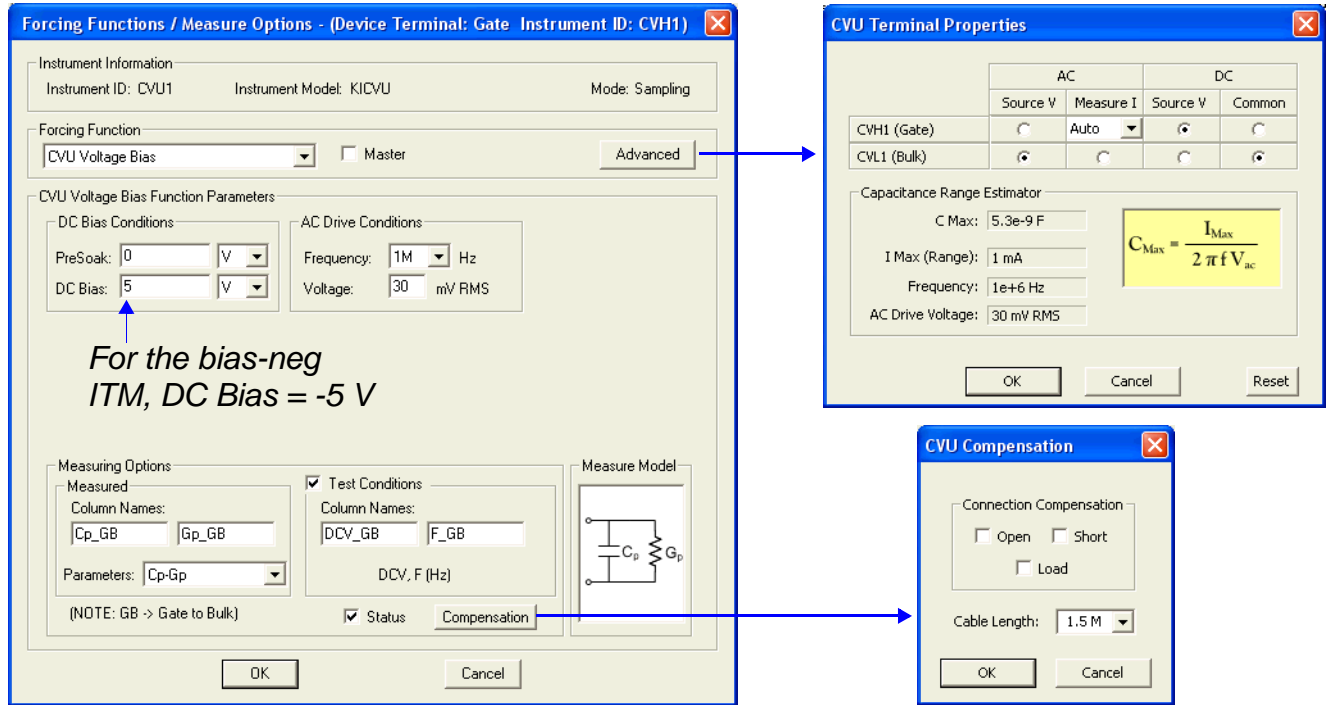 Forcing Functions / Measure Options - (Device Terminal: Gate Instrument ID: CVH1)
Instrument Information
Instrument ID: CVU1 Instrument Model: KICVU Mode: Sampling
Forcing Function
CVU Voltage Bias Master Advanced
CVU Voltage Bias Function Parameters
DC Bias Conditions
PreSoak: 0 V
DC Bias: 5 V
AC Drive Conditions
Frequency: 1M Hz
Voltage: 30 mV RMS
For the bias-neg
ITM, DC Bias = -5 V
Measuring Options
Measured
Column Names:
Cp_GB Gp_GB
Parameters: Cp-Gp
(NOTE: GB -> Gate to Bulk)
Test Conditions
Column Names:
DCV_GB F_GB
DCV, F (Hz)
Status Compensation
Measure Model
Cp Gp
OK Cancel
CVU Terminal Properties
AC DC
Source V Measure I Source V Common
CVH1 (Gate) Auto
CVL1 (Bulk)
Capacitance Range Estimator
C Max: 5.3e-9 F
I Max (Range): 1 mA
Frequency: 1e+6 Hz
AC Drive Voltage: 30 mV RMS
CMax = IMax / 2 π f Vac
OK Cancel Reset
CVU Compensation
Connection Compensation
Open Short
Load
Cable Length: 1.5 M
OK Cancel